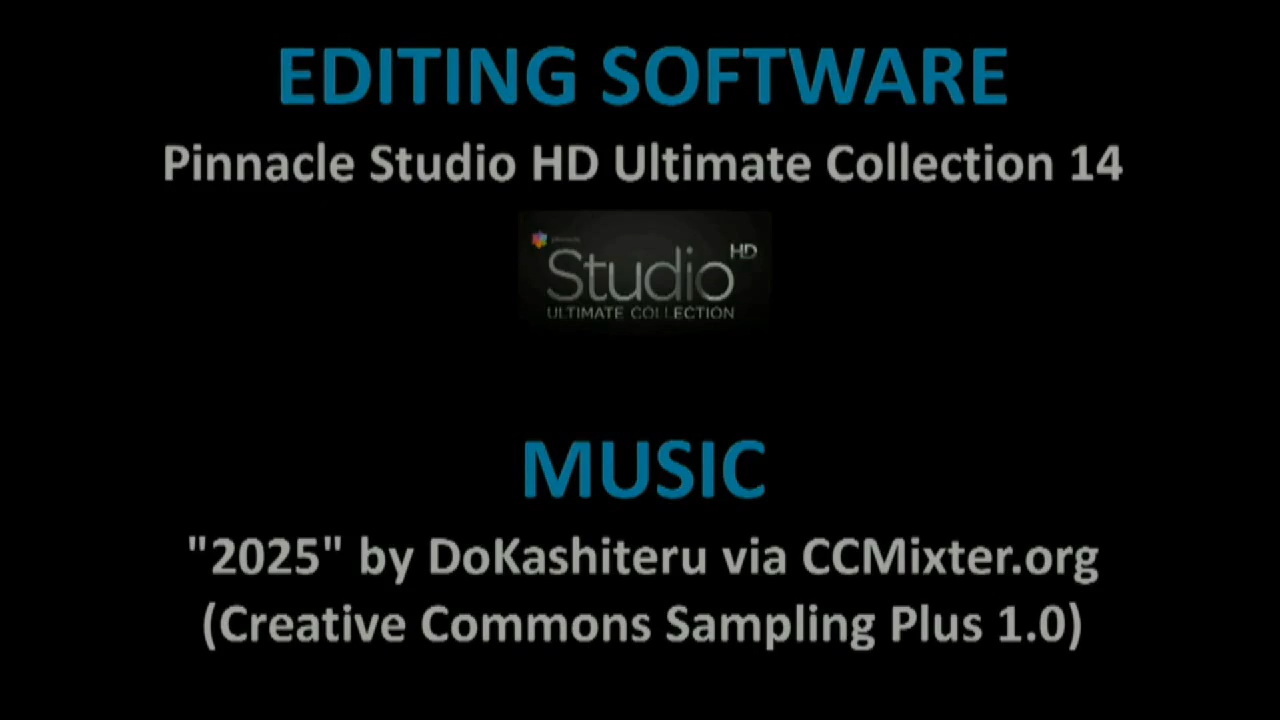 EDITING SOFTWARE
Pinnacle Studio HD Ultimate Collection 14
Studio HD
ULTIMATE COLLECTION
MUSIC
"2025" by DoKashiteru via CCMixter.org
(Creative Commons Sampling Plus 1.0)